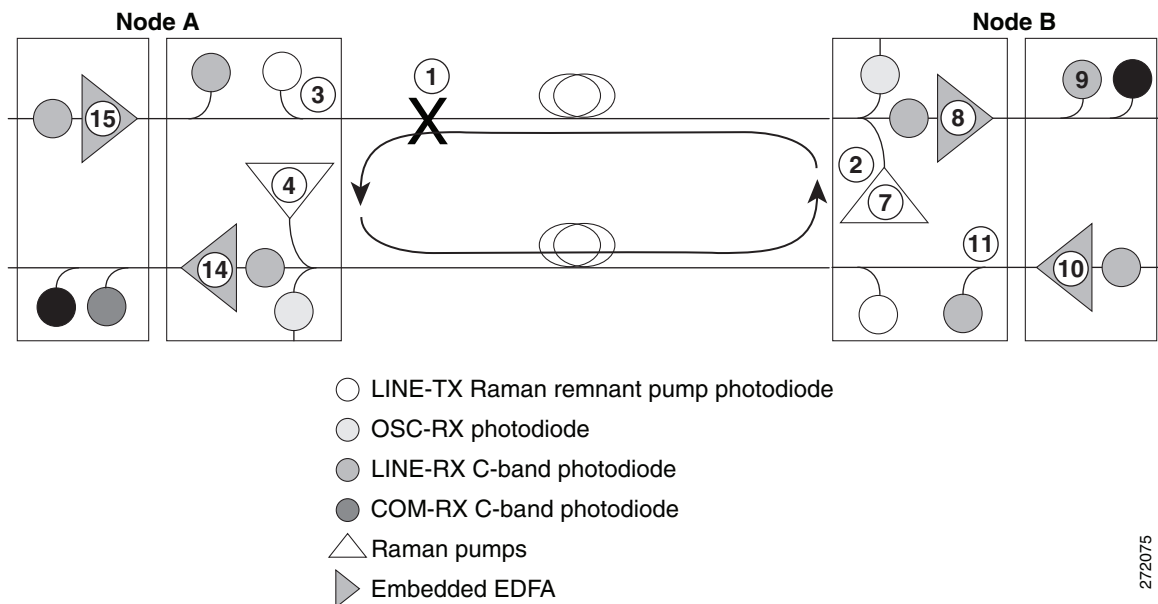 Node A
Node B
1
9
3
15
8
2
4
7
11
14
10
LINE-TX Raman remnant pump photodiode
OSC-RX photodiode
LINE-RX C-band photodiode
COM-RX C-band photodiode
Raman pumps
Embedded EDFA
272075